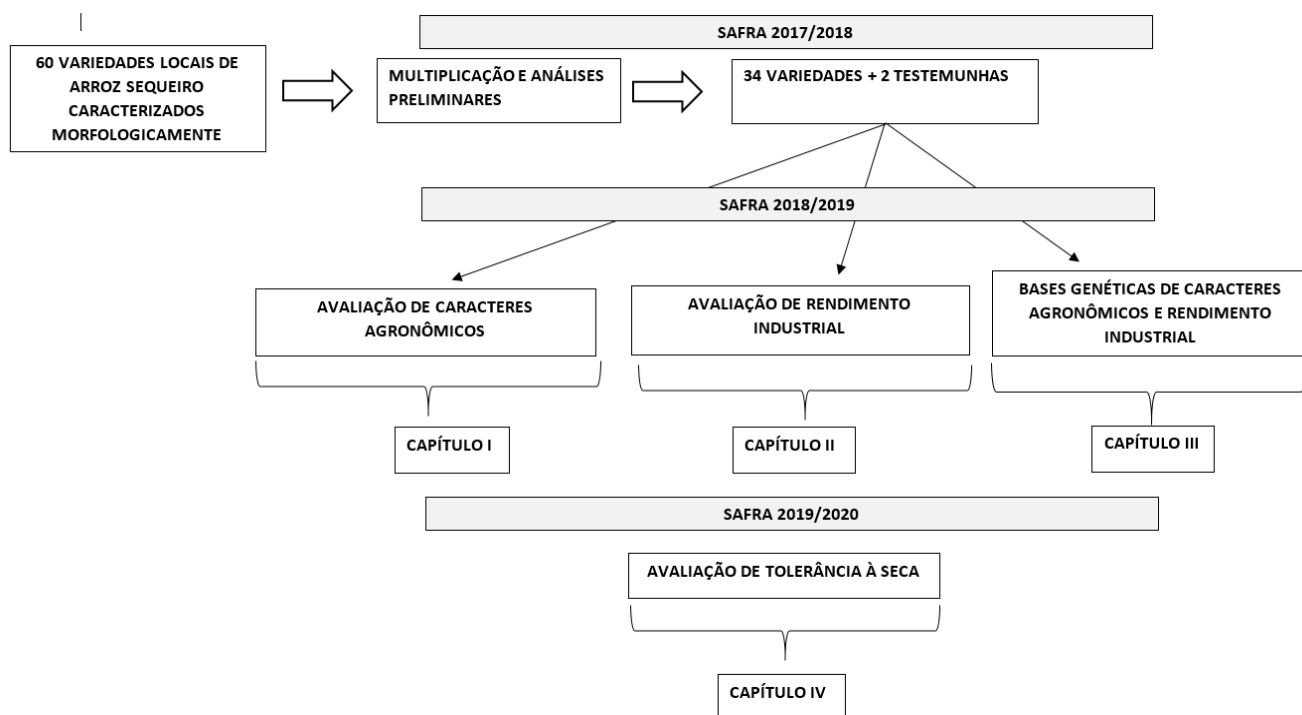 SAFRA 2017/2018
60 VARIEDADES LOCAIS DE
ARROZ SEQUEIRO
CARACTERIZADOS
MORFOLOGICAMENTE
MULTIPLICAÇÃO E ANÁLISES
PRELIMINARES
34 VARIEDADES + 2 TESTEMUNHAS
SAFRA 2018/2019
AVALIAÇÃO DE CARACTERES
AGRONÔMICOS
AVALIAÇÃO DE RENDIMENTO
INDUSTRIAL
BASES GENÉTICAS DE CARACTERES
AGRONÔMICOS E RENDIMENTO
INDUSTRIAL
CAPÍTULO I
CAPÍTULO II
CAPÍTULO III
SAFRA 2019/2020
AVALIAÇÃO DE TOLERÂNCIA À SECA
CAPÍTULO IV